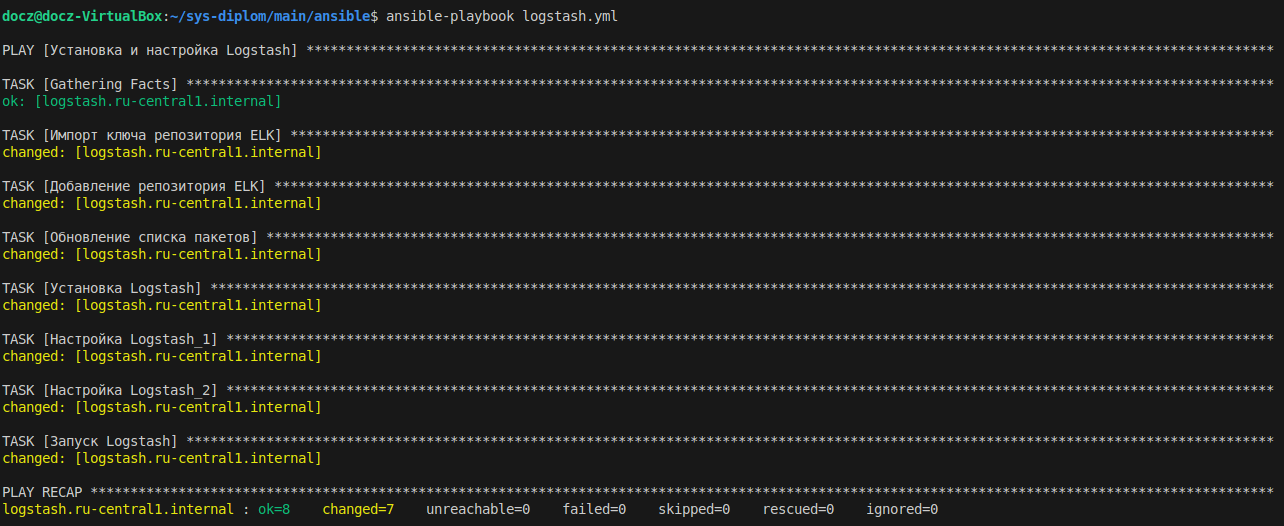 docz@docz-VirtualBox:~/sys-diplom/main/ansible$ ansible-playbook logstash.yml
PLAY [Установка и настройка Logstash] *************************************************************************************************************************
TASK [Gathering Facts] ****************************************************************************************************************************************
ok: [logstash.ru-central1.internal]
TASK [Импорт ключа репозитория ELK] ***************************************************************************************************************************
changed: [logstash.ru-central1.internal]
TASK [Добавление репозитория ELK] *****************************************************************************************************************************
changed: [logstash.ru-central1.internal]
TASK [Обновление списка пакетов] ******************************************************************************************************************************
changed: [logstash.ru-central1.internal]
TASK [Установка Logstash] *************************************************************************************************************************************
changed: [logstash.ru-central1.internal]
TASK [Настройка Logstash_1] ***********************************************************************************************************************************
changed: [logstash.ru-central1.internal]
TASK [Настройка Logstash_2] ***********************************************************************************************************************************
changed: [logstash.ru-central1.internal]
TASK [Запуск Logstash] ****************************************************************************************************************************************
changed: [logstash.ru-central1.internal]
PLAY RECAP ****************************************************************************************************************************************************
logstash.ru-central1.internal : ok=8    changed=7    unreachable=0    failed=0    skipped=0    rescued=0    ignored=0